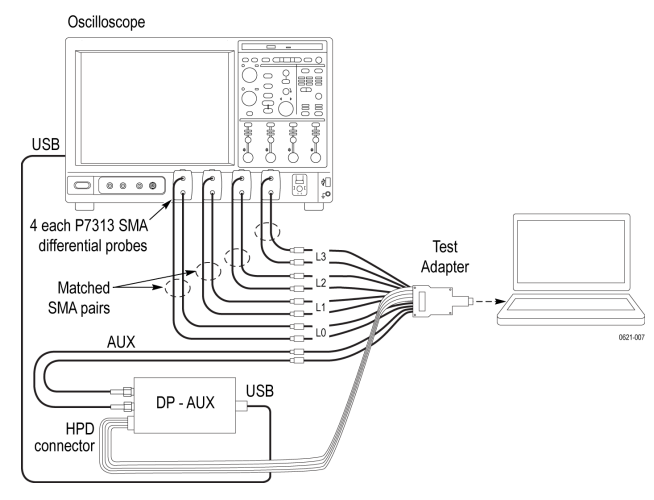 Oscilloscope
USB
4 each P7313 SMA
differential probes
Matched
SMA pairs
L3
L2
L1
L0
Test
Adapter
0621-007
AUX
DP - AUX
USB
HPD
connector